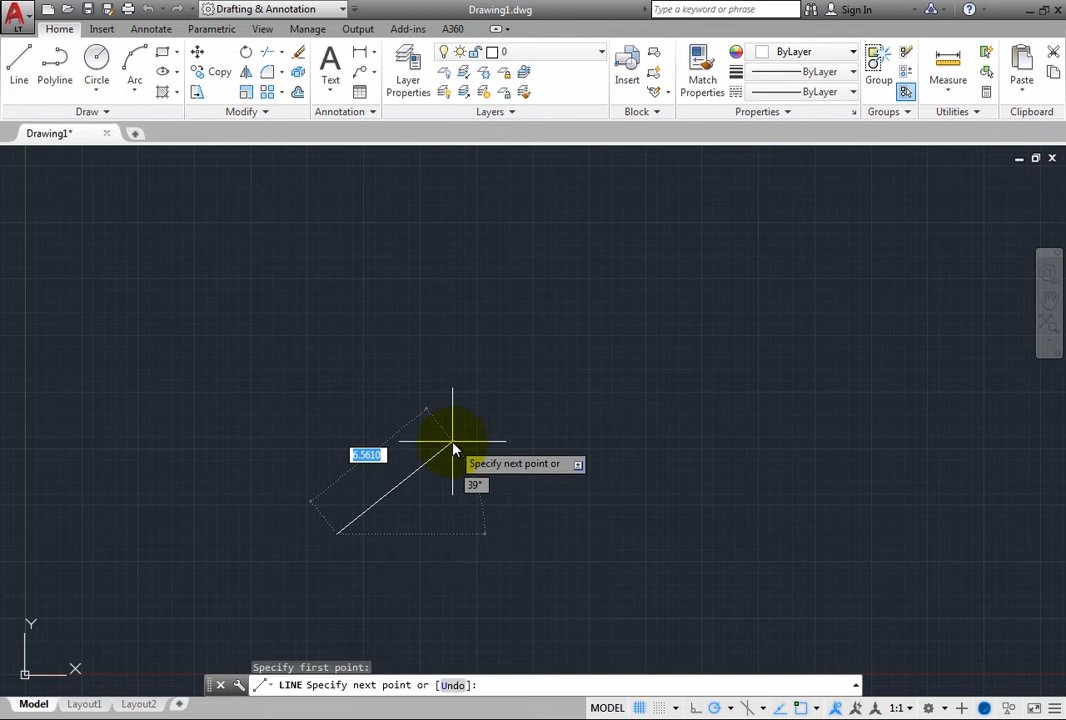 Drafting & Annotation
Drawing1.dwg
Type a keyword or phrase
Sign In
LT
Home Insert Annotate Parametric View Manage Output Add-ins A360
Line Polyline Circle Arc
Copy
Text
Layer Properties
0
Insert
Match Properties
ByLayer
ByLayer
ByLayer
Group
Measure
Paste
Draw Modify Annotation Layers Block Properties Groups Utilities Clipboard
Drawing1*
6.5610
Specify next point or
39°
Y
X
Specify first point:
LINE Specify next point or [Undo]:
Model Layout1 Layout2
MODEL
1:1